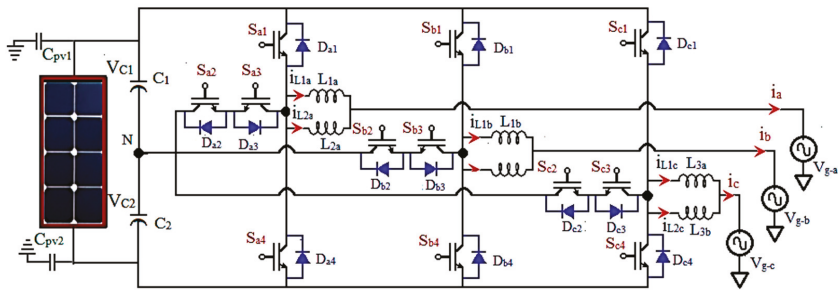 Sa1
Da1
Sb1
Db1
Sc1
Dc1
Cpv1
VC1
C1
Sa2
Sa3
iL1a
L1a
ia
Da2
Da3
iL2a
L2a
Sb2
Sb3
iL1b
L1b
ib
N
Vg-a
Db2
Db3
Sc2
Sc3
iL1c
L3a
ic
VC2
C2
Dc2
Dc3
iL2c
L3b
Vg-b
Cpv2
Sa4
Da4
Sb4
Db4
Sc4
Dc4
Vg-c